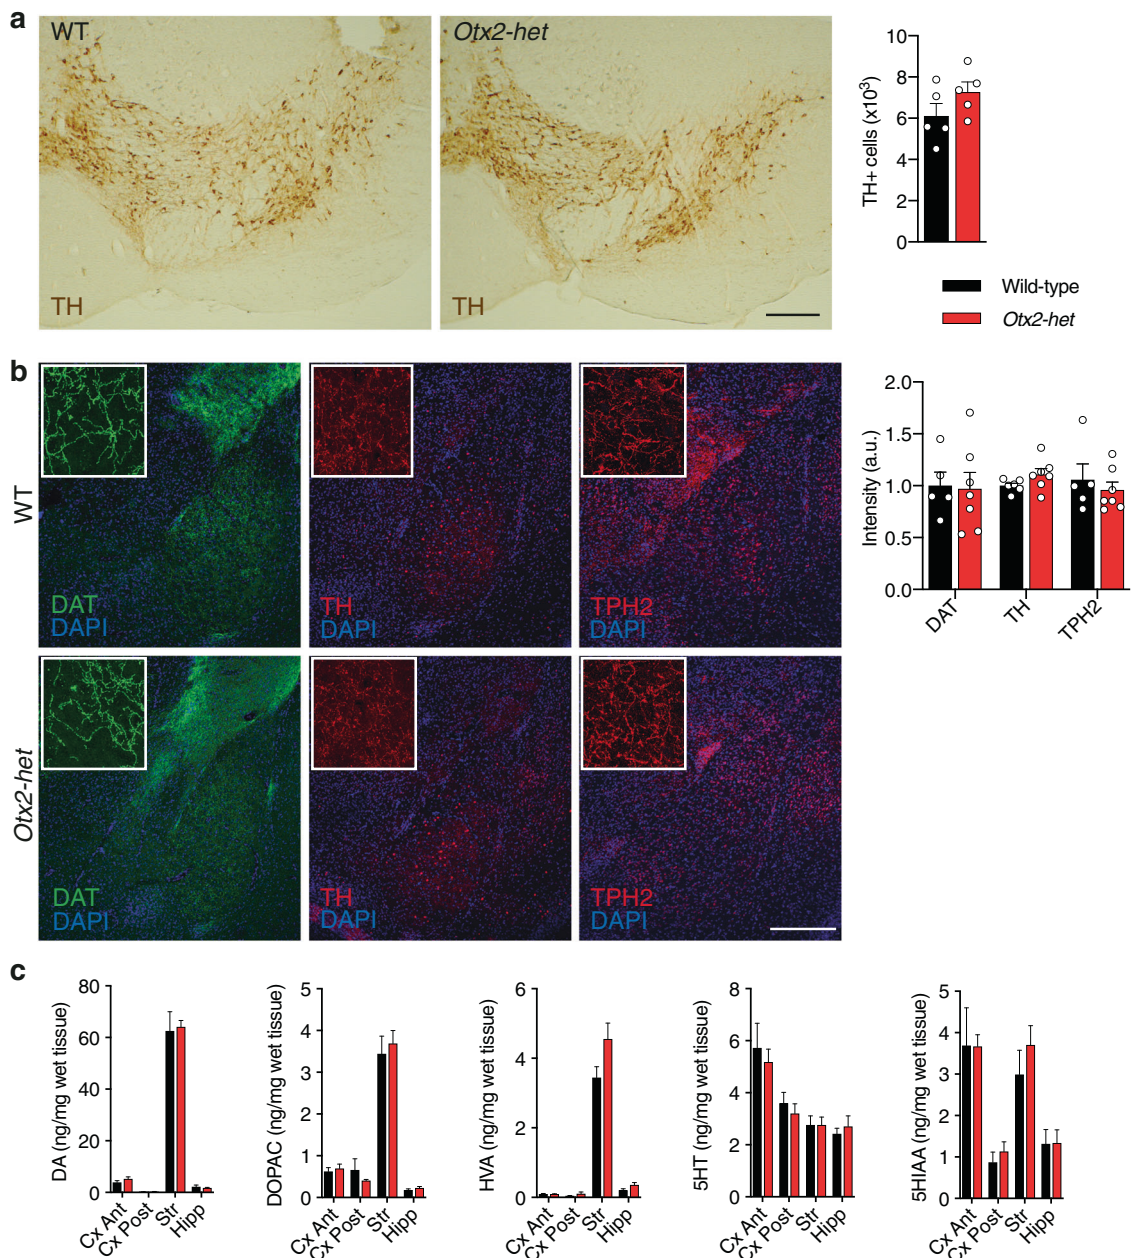 a
WT
Otx2-het
TH
TH
TH+ cells (x10³)
10
8
6
4
2
0
Wild-type
Otx2-het
b
WT
DAT
DAPI
TH
DAPI
TPH2
DAPI
Otx2-het
DAT
DAPI
TH
DAPI
TPH2
DAPI
Intensity (a.u.)
2.0
1.5
1.0
0.5
0.0
DAT
TH
TPH2
c
DA (ng/mg wet tissue)
80
60
40
20
0
Cx Ant
Cx Post
Str
Hipp
DOPAC (ng/mg wet tissue)
5
4
3
2
1
0
Cx Ant
Cx Post
Str
Hipp
HVA (ng/mg wet tissue)
6
4
2
0
Cx Ant
Cx Post
Str
Hipp
5HT (ng/mg wet tissue)
8
6
4
2
0
Cx Ant
Cx Post
Str
Hipp
5HIAA (ng/mg wet tissue)
5
4
3
2
1
0
Cx Ant
Cx Post
Str
Hipp